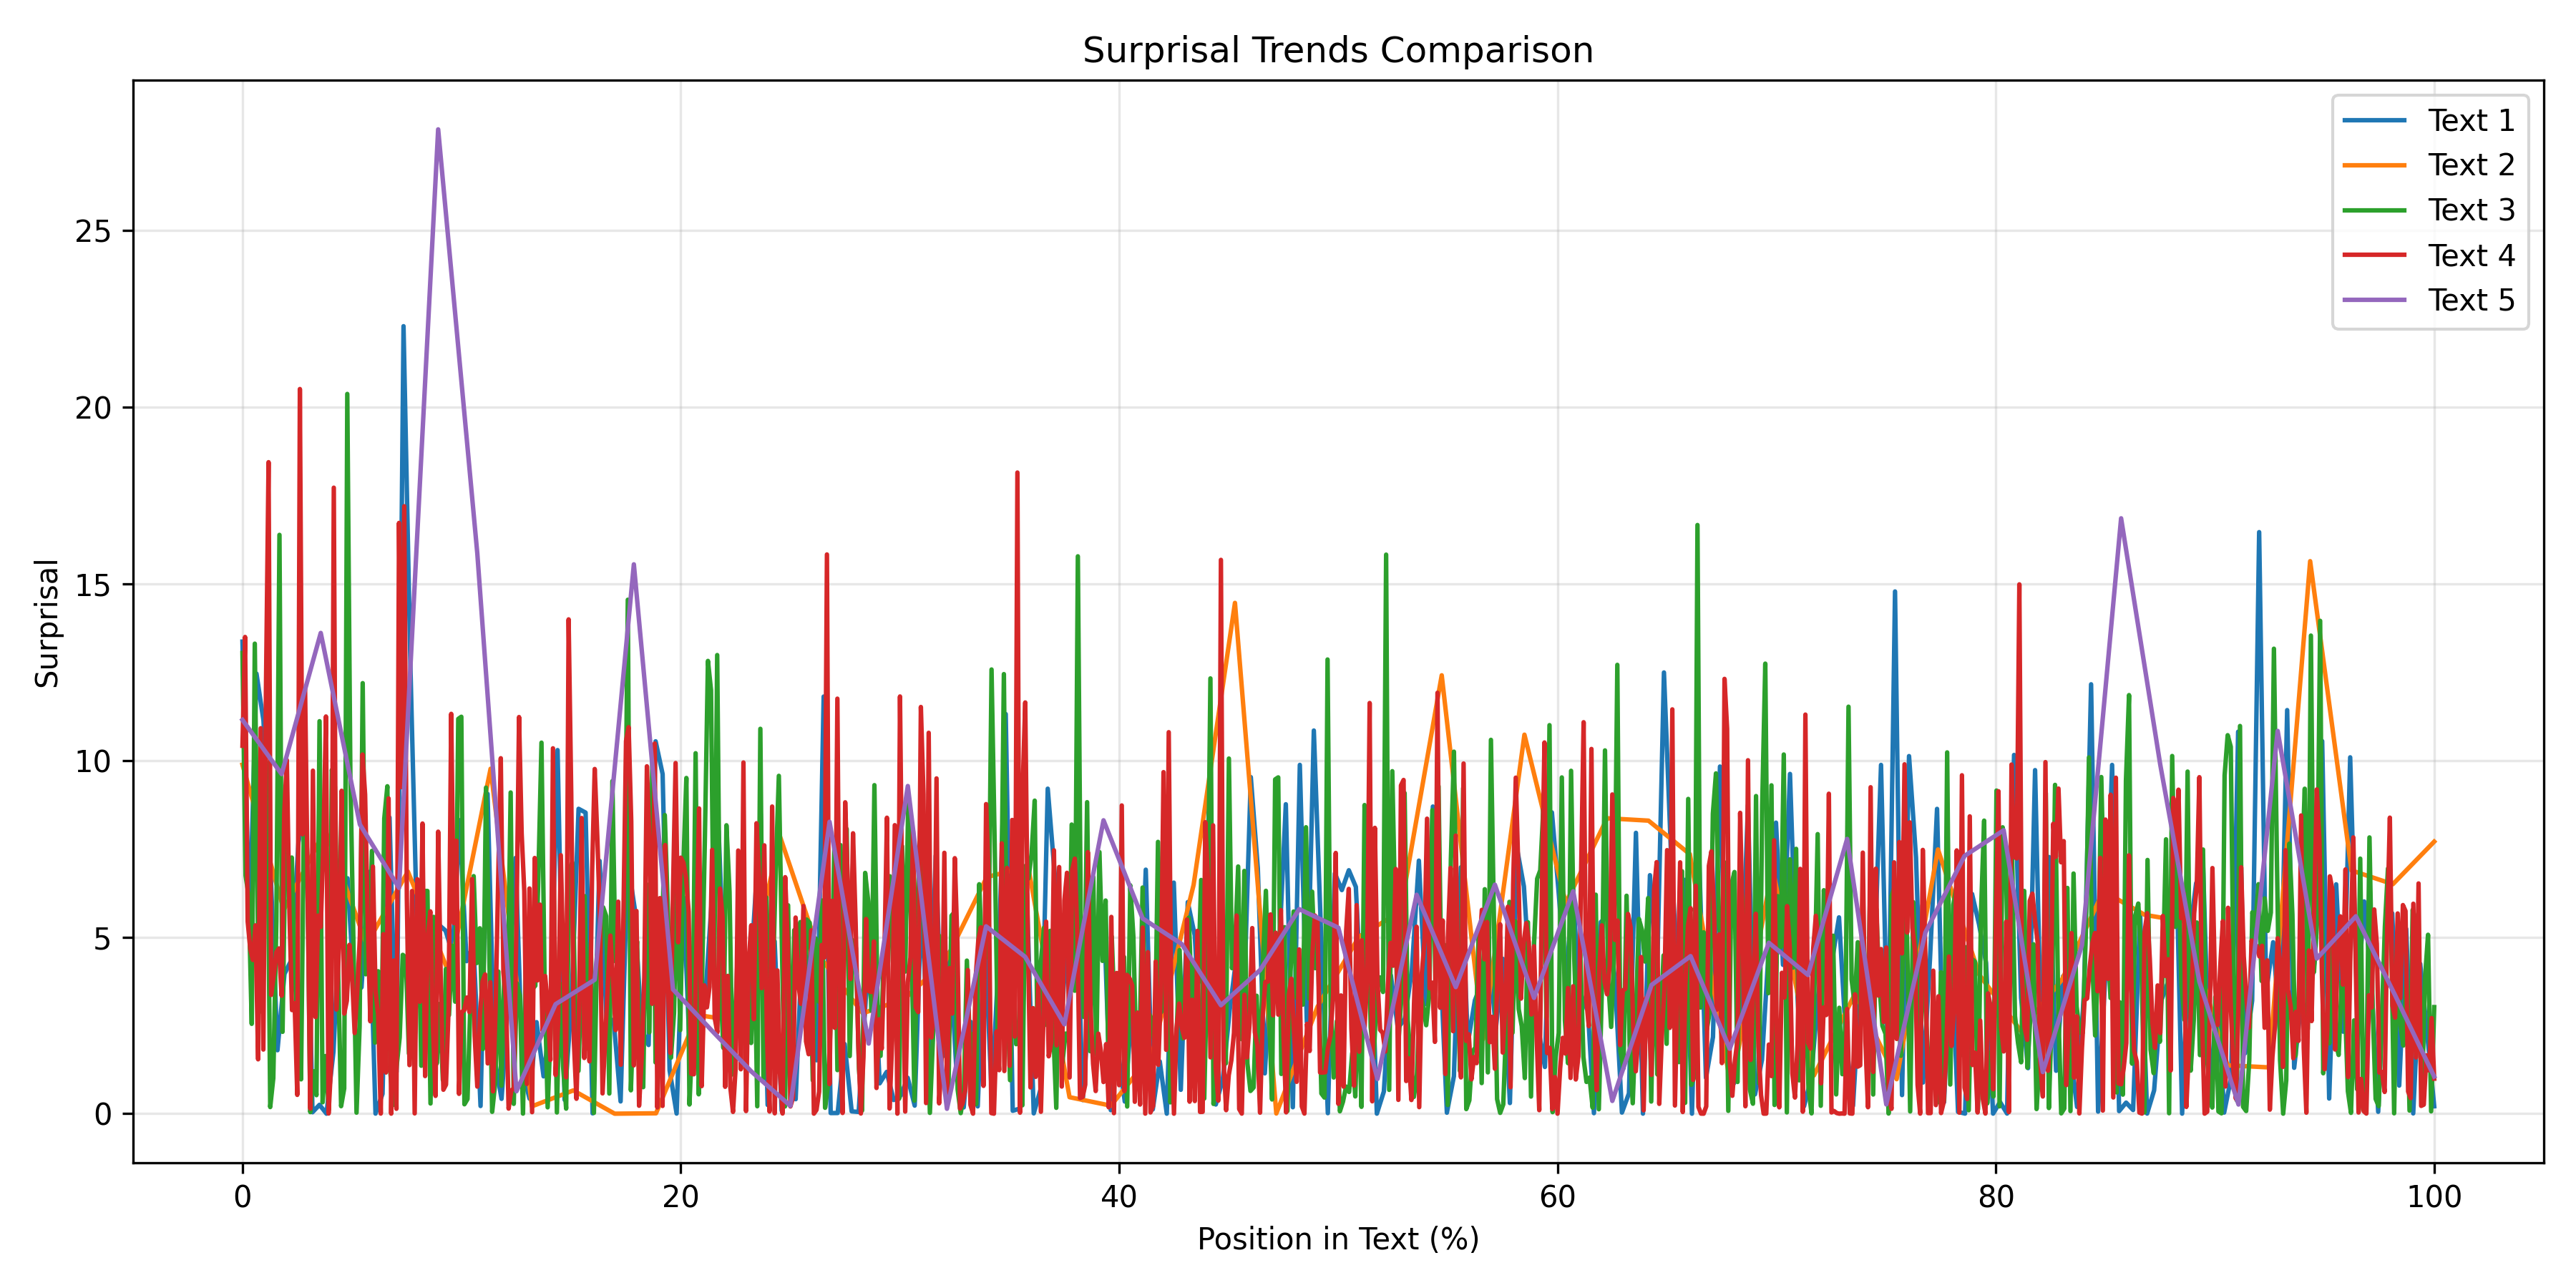 Surprisal Trends Comparison
Text 1
Text 2
Text 3
Text 4
Text 5
Surprisal
25
20
15
10
5
0
0 20 40 60 80 100
Position in Text (%)